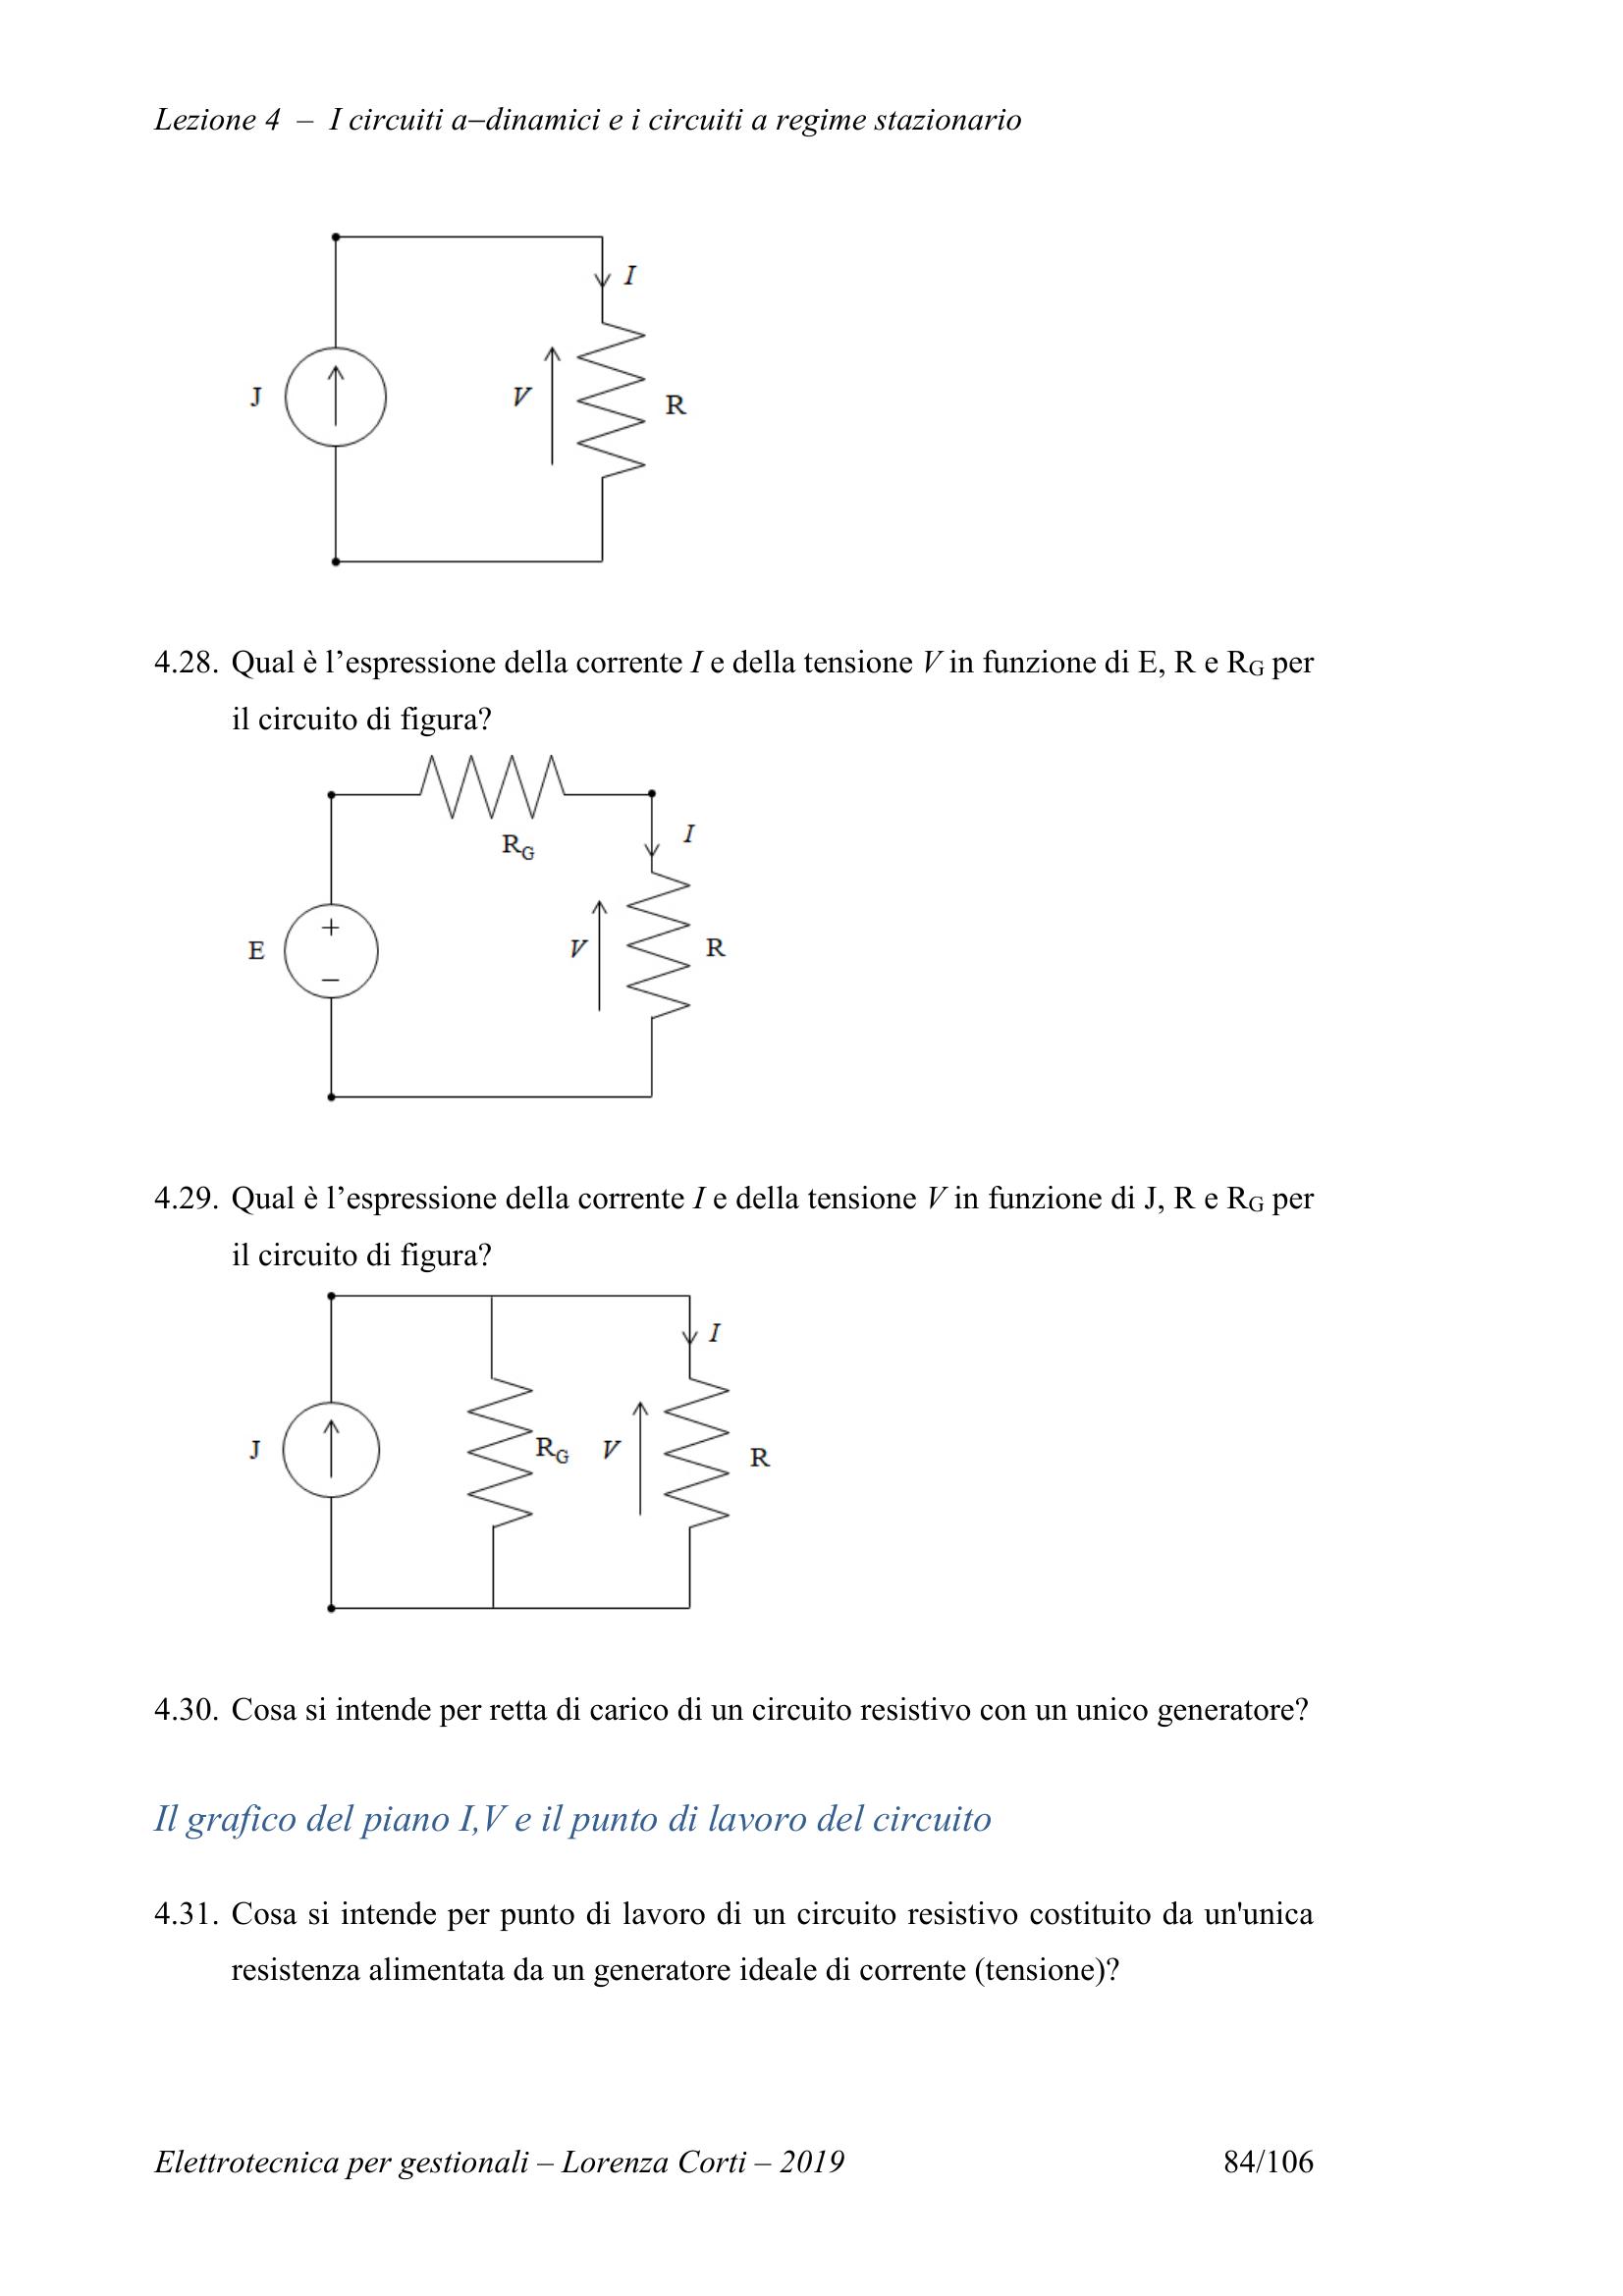 Lezione 4 – I circuiti a–dinamici e i circuiti a regime stazionario
I
J
V
R
4.28. Qual è l’espressione della corrente I e della tensione V in funzione di E, R e RG per
il circuito di figura?
RG
I
E
+
–
V
R
4.29. Qual è l’espressione della corrente I e della tensione V in funzione di J, R e RG per
il circuito di figura?
I
J
RG
V
R
4.30. Cosa si intende per retta di carico di un circuito resistivo con un unico generatore?
Il grafico del piano I,V e il punto di lavoro del circuito
4.31. Cosa si intende per punto di lavoro di un circuito resistivo costituito da un'unica
resistenza alimentata da un generatore ideale di corrente (tensione)?
Elettrotecnica per gestionali – Lorenza Corti – 2019 84/106